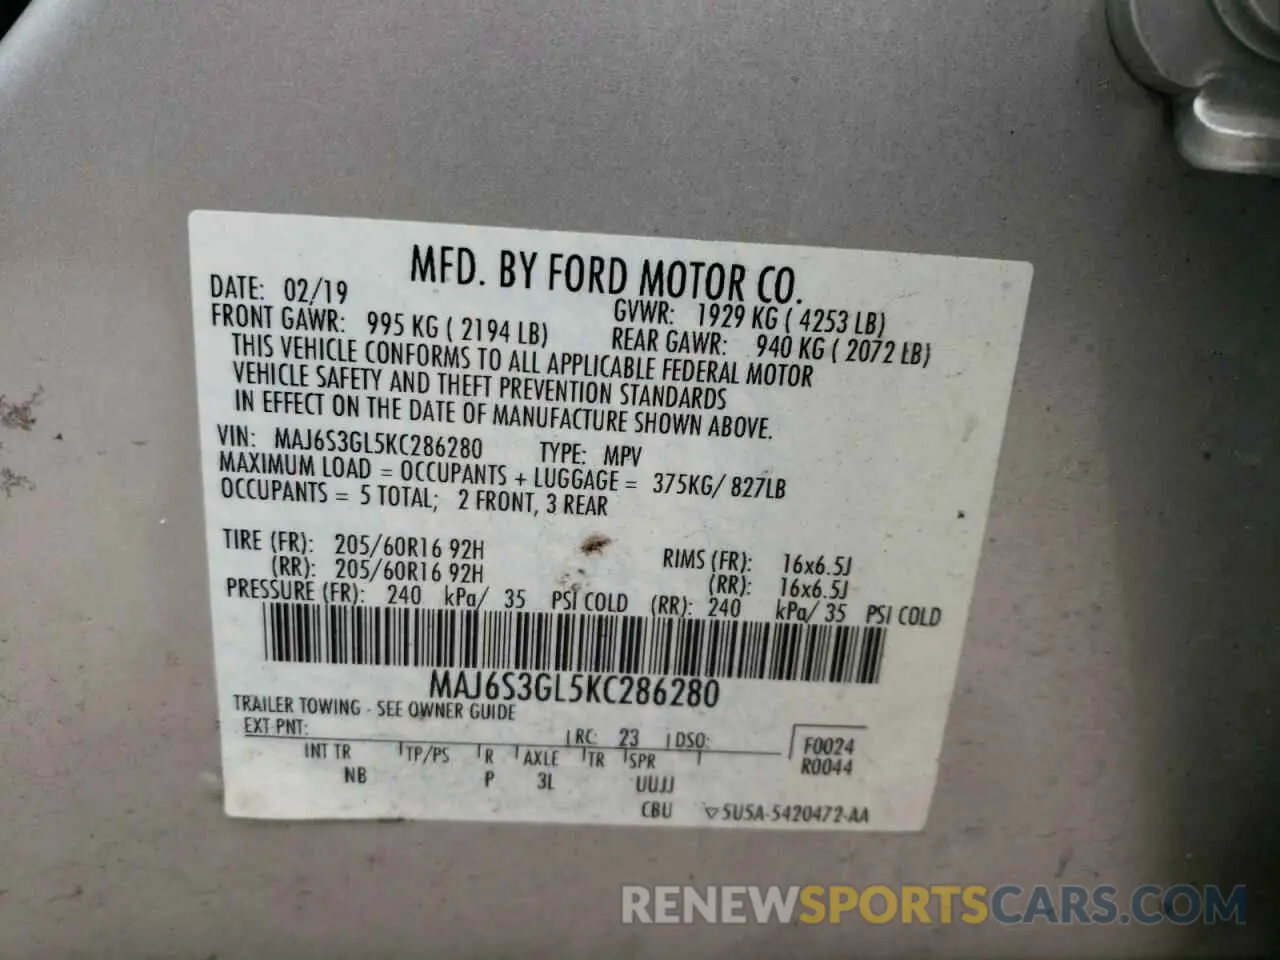 MFD. BY FORD MOTOR CO.
DATE: 02/19 GVWR: 1929 KG ( 4253 LB)
FRONT GAWR: 995 KG ( 2194 LB) REAR GAWR: 940 KG ( 2072 LB)
THIS VEHICLE CONFORMS TO ALL APPLICABLE FEDERAL MOTOR
VEHICLE SAFETY AND THEFT PREVENTION STANDARDS
IN EFFECT ON THE DATE OF MANUFACTURE SHOWN ABOVE.
VIN: MAJ6S3GL5KC286280 TYPE: MPV
MAXIMUM LOAD = OCCUPANTS + LUGGAGE = 375KG/ 827LB
OCCUPANTS = 5 TOTAL; 2 FRONT, 3 REAR
TIRE (FR): 205/60R16 92H RIMS (FR): 16x6.5J
(RR): 205/60R16 92H (RR): 16x6.5J
PRESSURE (FR): 240 kPa/ 35 PSI COLD (RR): 240 kPa/ 35 PSI COLD
MAJ6S3GL5KC286280
TRAILER TOWING - SEE OWNER GUIDE
EXT PNT: RC: 23 DSO: F0024
INT TR TP/PS R AXLE TR SPR R0044
NB P 3L UUJJ
CBU ▽5U5A-5420472-AA
RENEWSPORTSCARS.COM